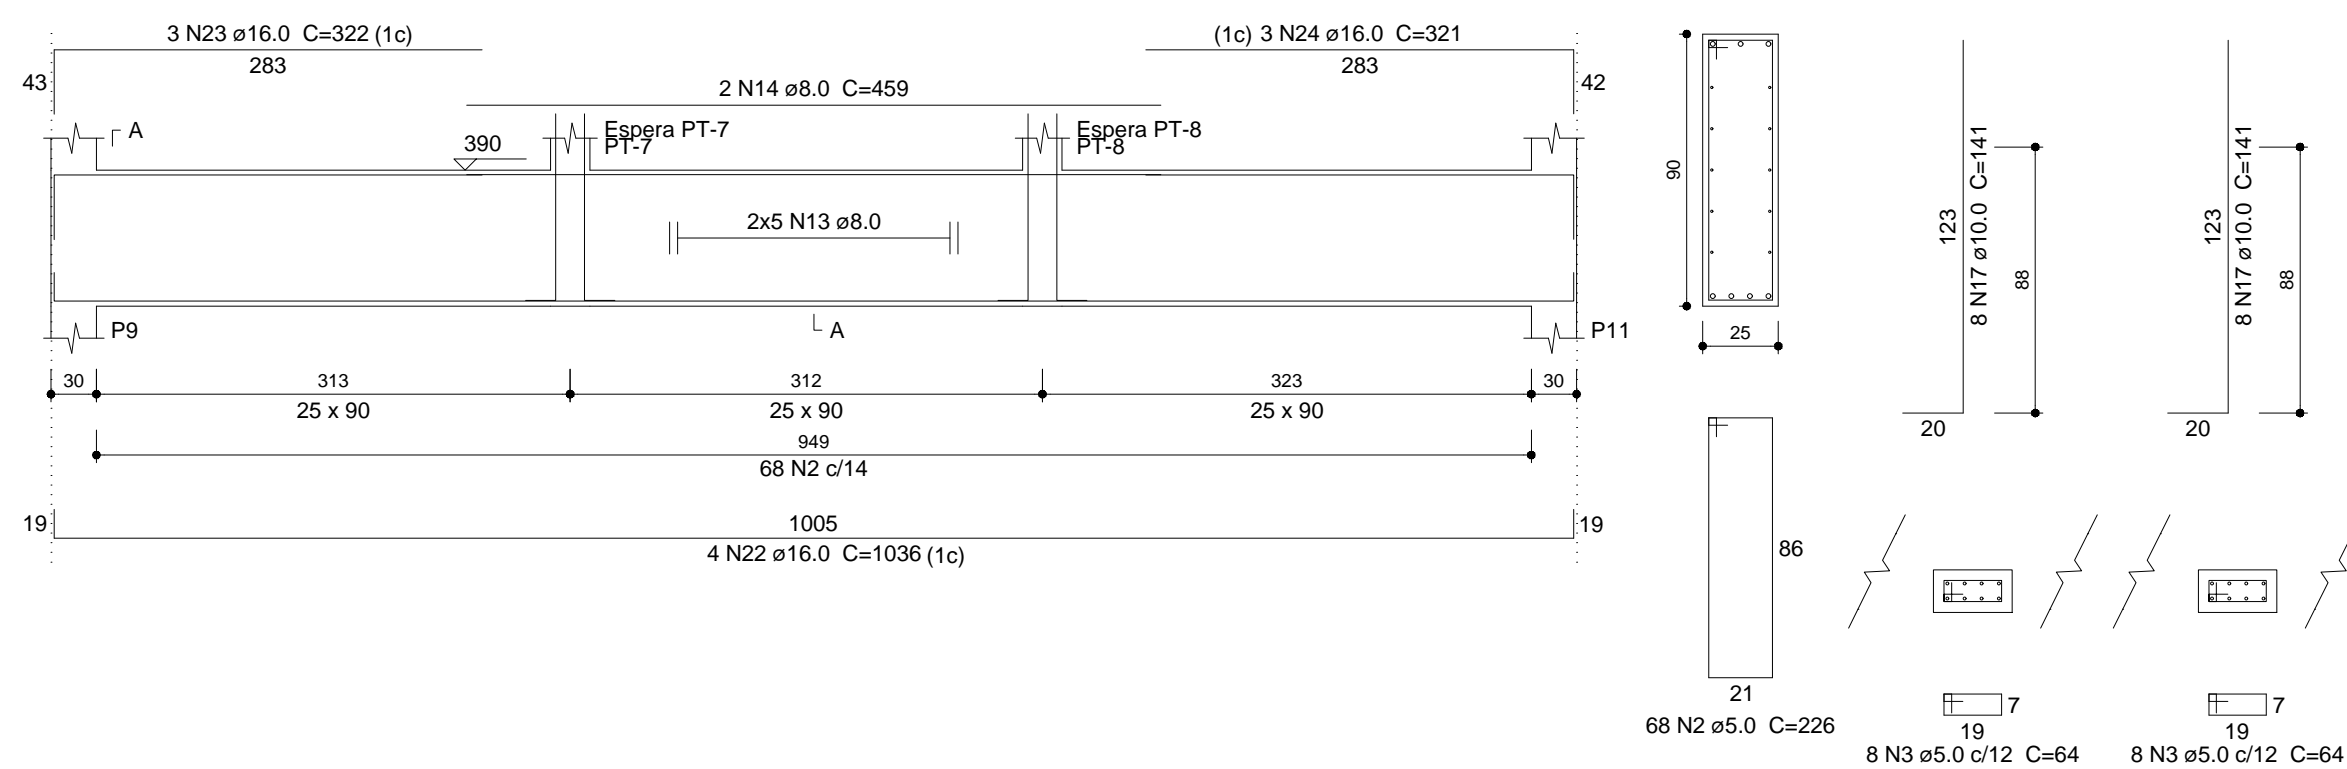 3 N23 ø16.0 C=322 (1c)
283
43
(1c) 3 N24 ø16.0 C=321
283
42
2 N14 ø8.0 C=459
A
Espera PT-7
PT-7
Espera PT-8
PT-8
390
2x5 N13 ø8.0
P9
A
P11
30
313
312
323
30
25 x 90
25 x 90
25 x 90
949
68 N2 c/14
19
1005
19
4 N22 ø16.0 C=1036 (1c)
90
25
86
21
68 N2 ø5.0 C=226
123
8 N17 ø10.0 C=141
88
20
7
19
8 N3 ø5.0 c/12 C=64
123
8 N17 ø10.0 C=141
88
20
7
19
8 N3 ø5.0 c/12 C=64